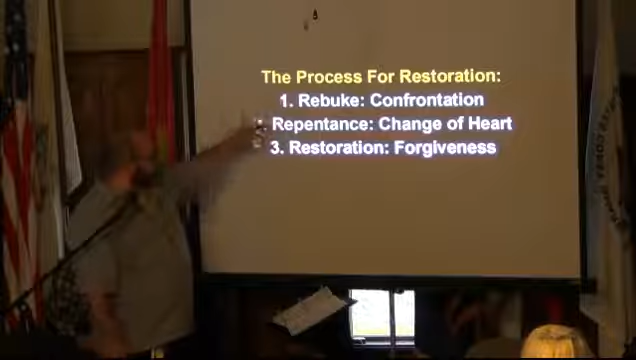 The Process For Restoration:
1. Rebuke: Confrontation
Repentance: Change of Heart
3. Restoration: Forgiveness